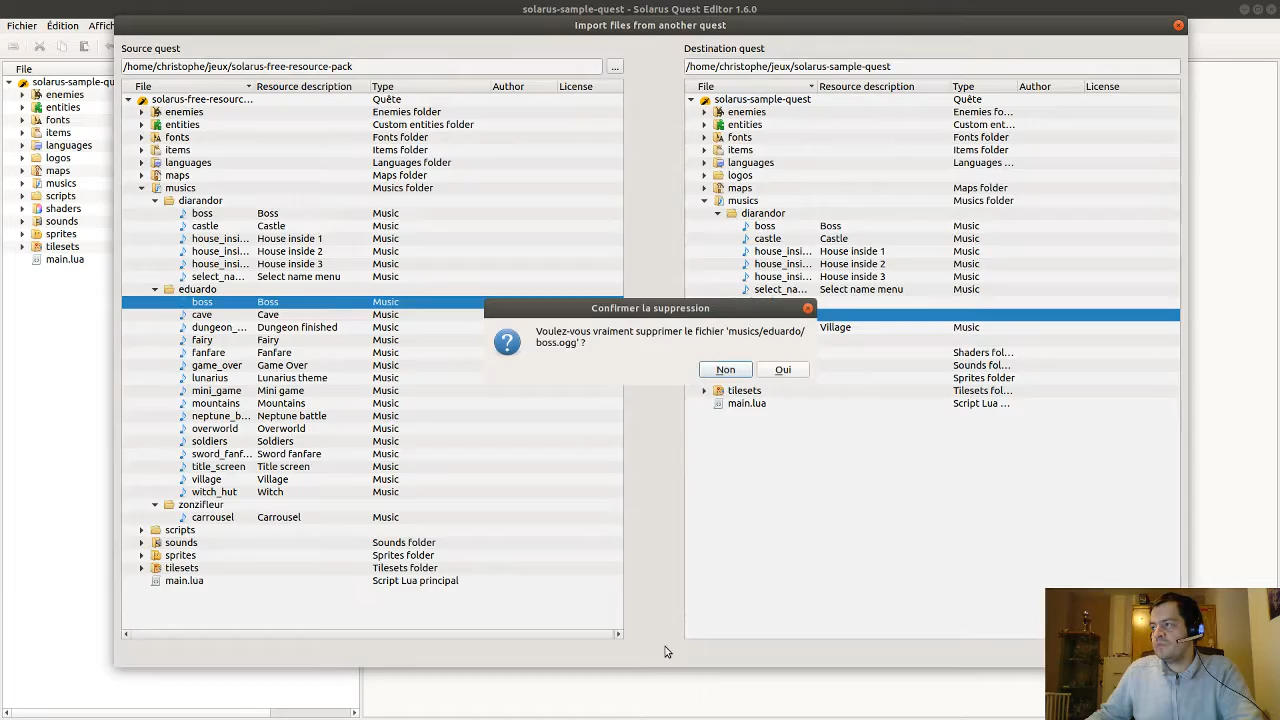 solarus-sample-quest - Solarus Quest Editor 1.6.0
Fichier Édition Affich
Import files from another quest
Source quest
/home/christophe/jeux/solarus-free-resource-pack ...
File Resource description Type Author License
solarus-free-resourc... Quête
enemies Enemies folder
entities Custom entities folder
fonts Fonts folder
items Items folder
languages Languages folder
maps Maps folder
musics Musics folder
diarandor
boss Boss Music
castle Castle Music
house_insi... House inside 1 Music
house_insi... House inside 2 Music
house_insi... House inside 3 Music
select_na... Select name menu Music
eduardo
boss Boss Music
cave Cave Music
dungeon_... Dungeon finished Music
fairy Fairy Music
fanfare Fanfare Music
game_over Game Over Music
lunarius Lunarius theme Music
mini_game Mini game Music
mountains Mountains Music
neptune_b... Neptune battle Music
overworld Overworld Music
soldiers Soldiers Music
sword_fanf... Sword fanfare Music
title_screen Title screen Music
village Village Music
witch_hut Witch Music
zonzifleur
carrousel Carrousel Music
scripts
sounds Sounds folder
sprites Sprites folder
tilesets Tilesets folder
main.lua Script Lua principal
Destination quest
/home/christophe/jeux/solarus-sample-quest
File Resource description Type Author License
solarus-sample-quest Quête
enemies Enemies fo...
entities Custom ent...
fonts Fonts folder
items Items folder
languages Languages ...
logos
maps Maps folder
musics Musics folder
diarandor
boss Boss Music
castle Castle Music
house_insi... House inside 1 Music
house_insi... House inside 2 Music
house_insi... House inside 3 Music
select_na... Select name menu Music
Village Music
Shaders fol...
Sounds fol...
Sprites folder
tilesets Tilesets fol...
main.lua Script Lua ...
Confirmer la suppression
Voulez-vous vraiment supprimer le fichier 'musics/eduardo/
boss.ogg' ?
Non Oui
File
solarus-sample-qu
enemies
entities
fonts
items
languages
logos
maps
musics
scripts
shaders
sounds
sprites
tilesets
main.lua